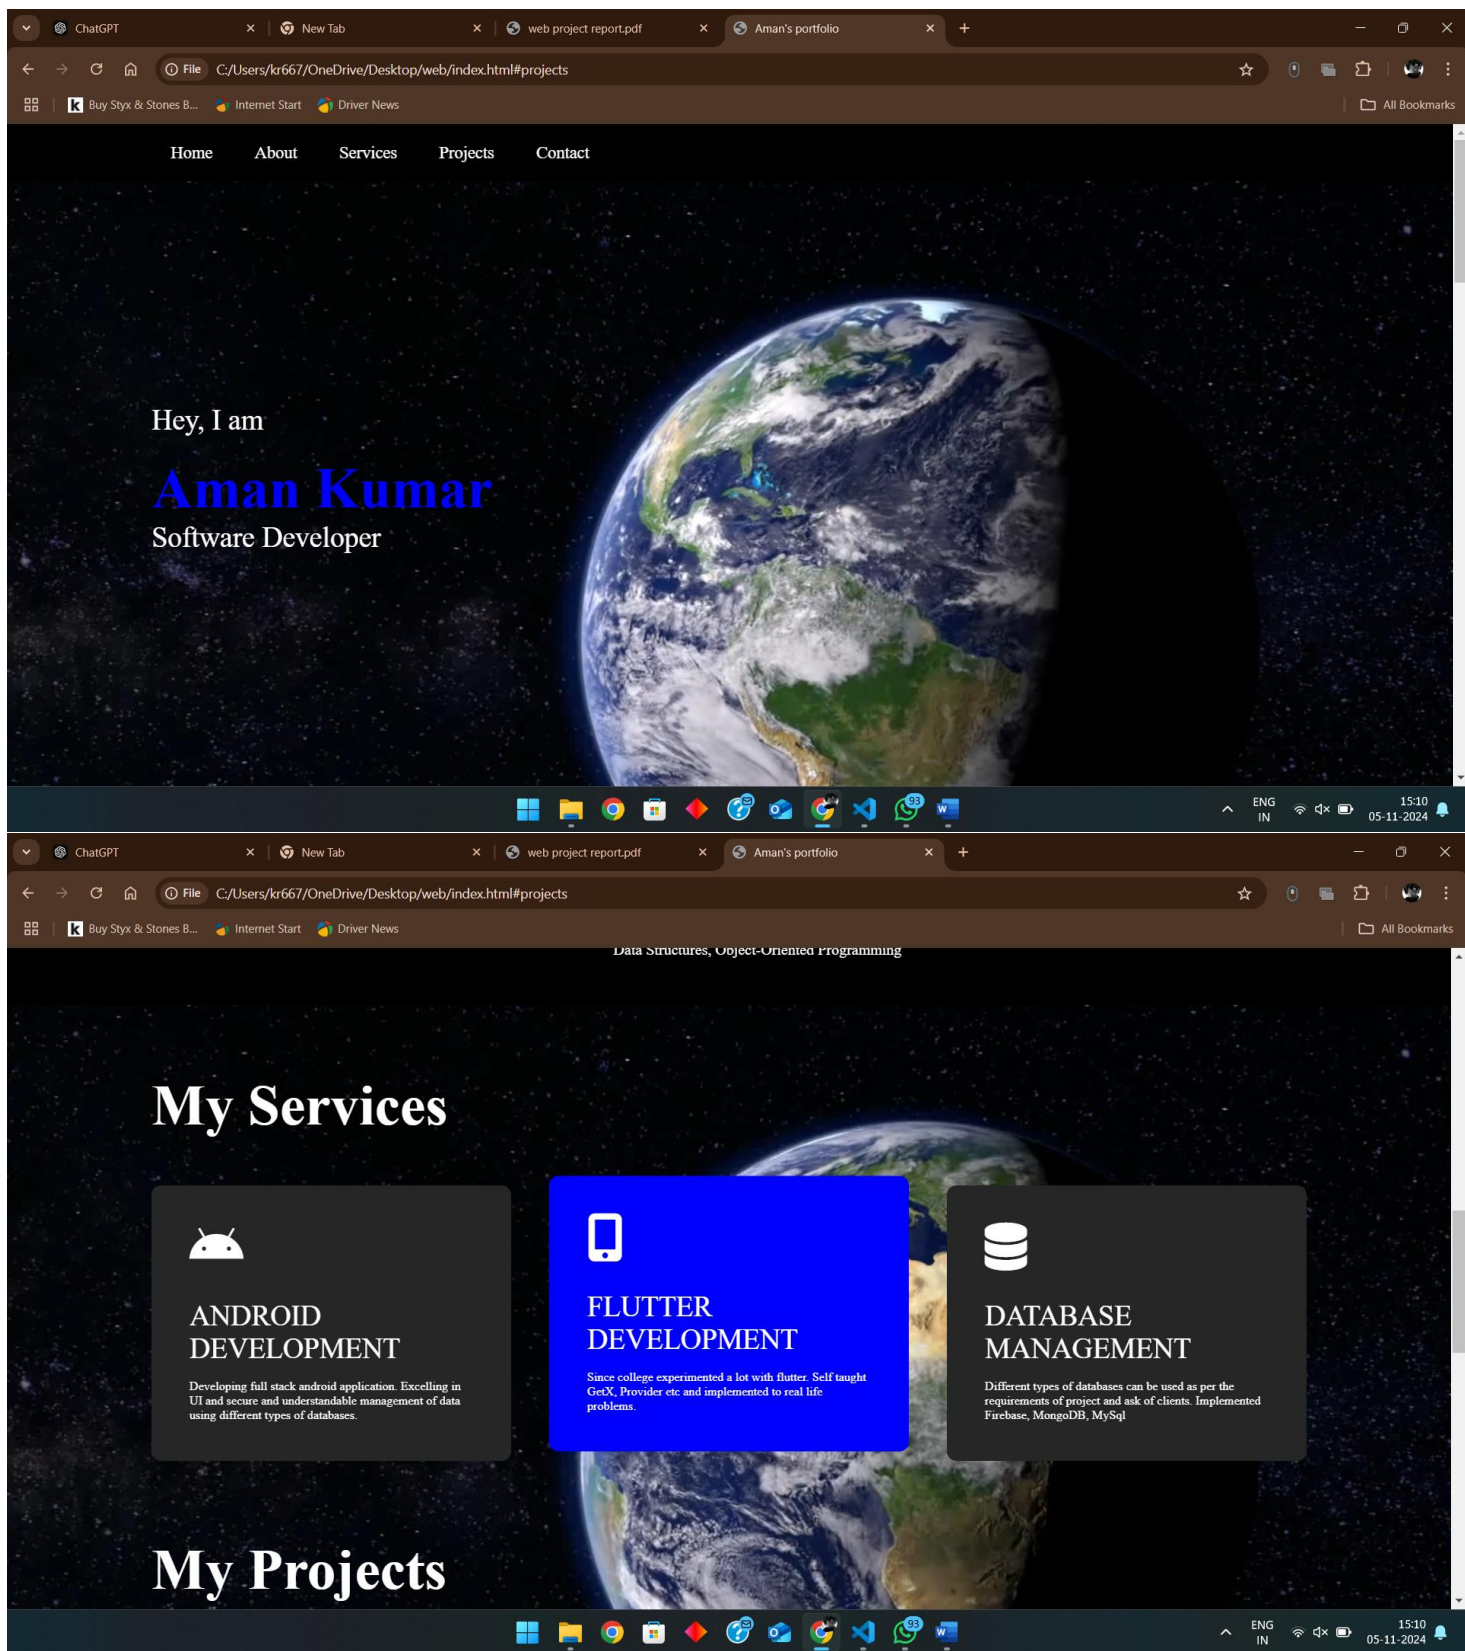 ChatGPT
New Tab
web project report.pdf
Aman's portfolio
File C:/Users/kr667/OneDrive/Desktop/web/index.html#projects
k Buy Styx & Stones B... Internet Start Driver News All Bookmarks
Home About Services Projects Contact
Hey, I am
Aman Kumar
Software Developer
93
ENG
IN
15:10
05-11-2024
ChatGPT
New Tab
web project report.pdf
Aman's portfolio
File C:/Users/kr667/OneDrive/Desktop/web/index.html#projects
k Buy Styx & Stones B... Internet Start Driver News All Bookmarks
Data Structures, Object-Oriented Programming
My Services
ANDROID
DEVELOPMENT
Developing full stack android application. Excelling in
UI and secure and understandable management of data
using different types of databases.
FLUTTER
DEVELOPMENT
Since college experimented a lot with flutter. Self taught
GetX, Provider etc and implemented to real life
problems.
DATABASE
MANAGEMENT
Different types of databases can be used as per the
requirements of project and ask of clients. Implemented
Firebase, MongoDB, MySql
My Projects
93
ENG
IN
15:10
05-11-2024